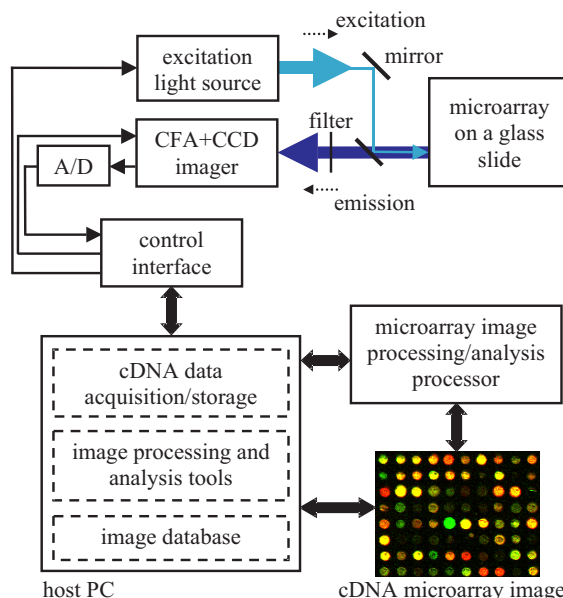 excitation
excitation
light source
mirror
microarray
on a glass
slide
CFA+CCD
imager
filter
A/D
emission
control
interface
microarray image
processing/analysis
processor
cDNA data
acquisition/storage
image processing and
analysis tools
image database
host PC
cDNA microarray image